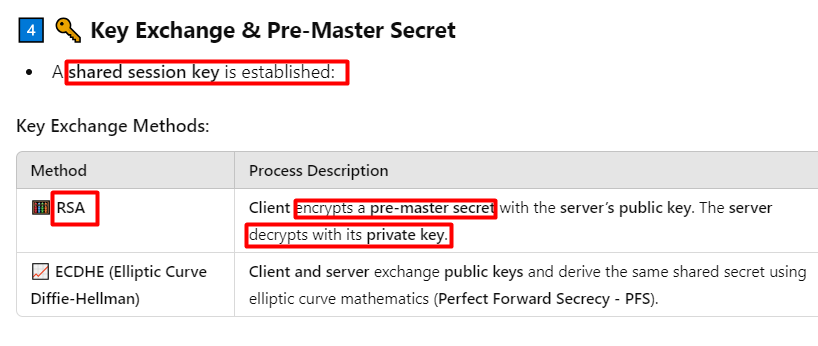 4 🔑 Key Exchange & Pre-Master Secret
• A shared session key is established:
Key Exchange Methods:
Method Process Description
🧮 RSA Client encrypts a pre-master secret with the server’s public key. The server
decrypts with its private key.
📈 ECDHE (Elliptic Curve Client and server exchange public keys and derive the same shared secret using
Diffie-Hellman) elliptic curve mathematics (Perfect Forward Secrecy - PFS).